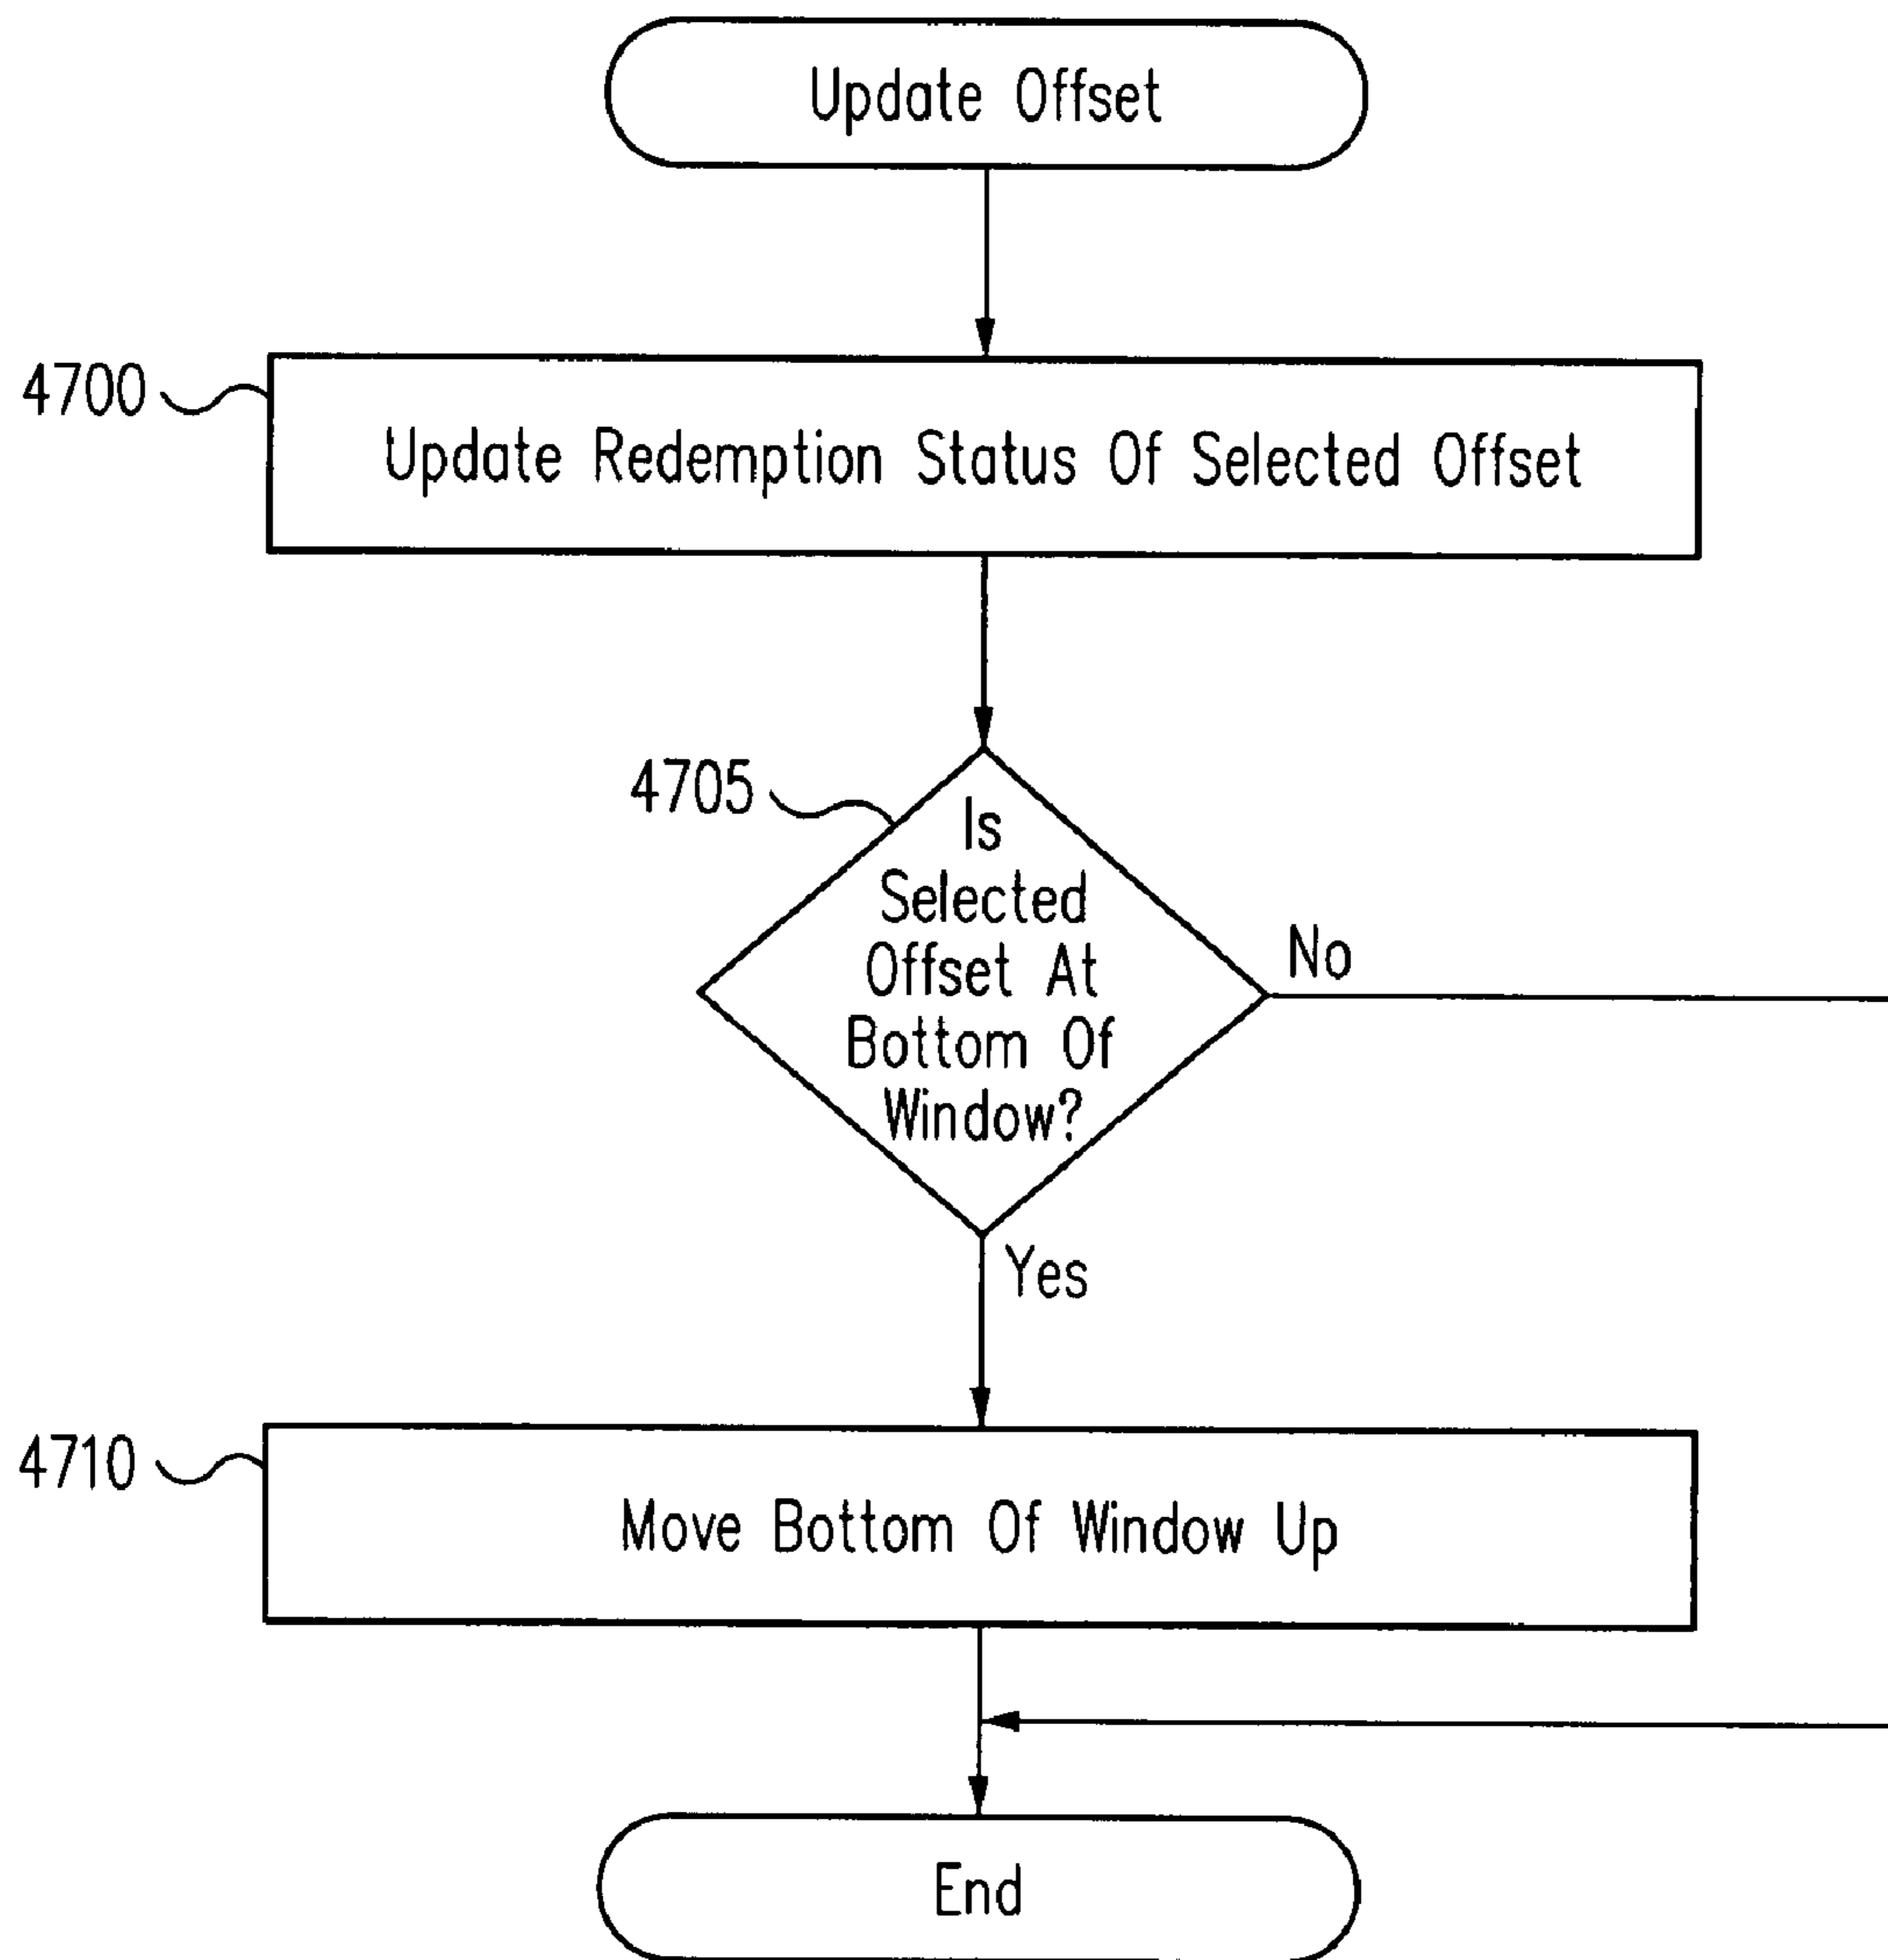 Update Offset
4700
Update Redemption Status Of Selected Offset
4705
Is
Selected
Offset At
Bottom Of
Window?
No
Yes
4710
Move Bottom Of Window Up
End